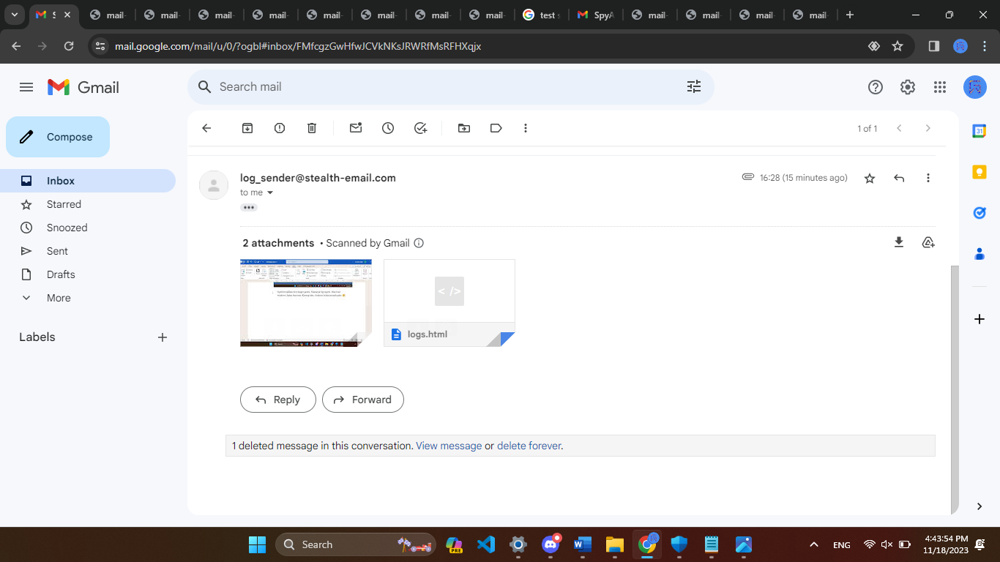 S
mail-
mail-
mail-
mail-
mail-
mail-
mail-
mail-
test s
SpyA
mail-
mail-
mail-
mail-
mail.google.com/mail/u/0/?ogbl#inbox/FMfcgzGwHfwJCVkNKsJRWRfMsRFHXqjx
Gmail
Search mail
Compose
1 of 1
31
Inbox
log_sender@stealth-email.com
16:28 (15 minutes ago)
to me
Starred
Snoozed
Sent
2 attachments • Scanned by Gmail
Drafts
More
< />
logs.html
Labels
Reply
Forward
1 deleted message in this conversation. View message or delete forever.
Search
PRE
ENG
4:43:54 PM
11/18/2023